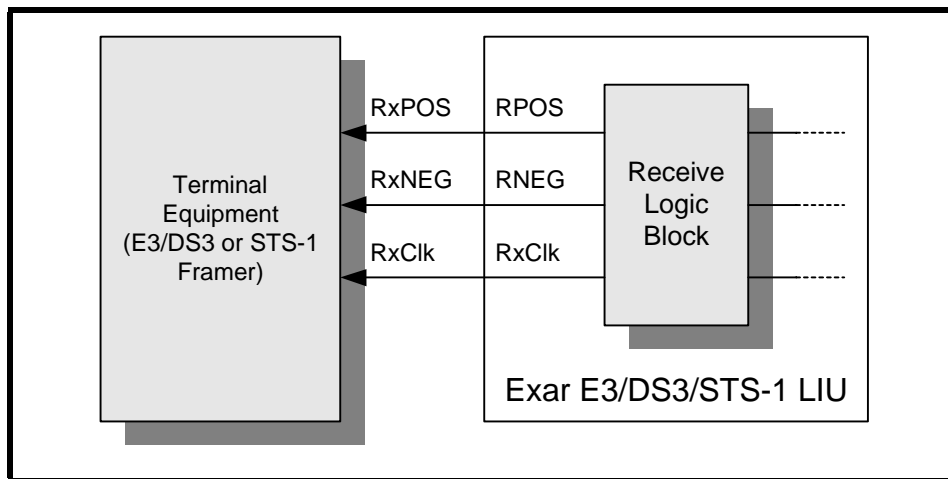 RxPOS
RPOS
RxNEG
RNEG
RxClk
RxClk
Terminal
Equipment
(E3/DS3 or STS-1
Framer)
Receive
Logic
Block
Exar E3/DS3/STS-1 LIU